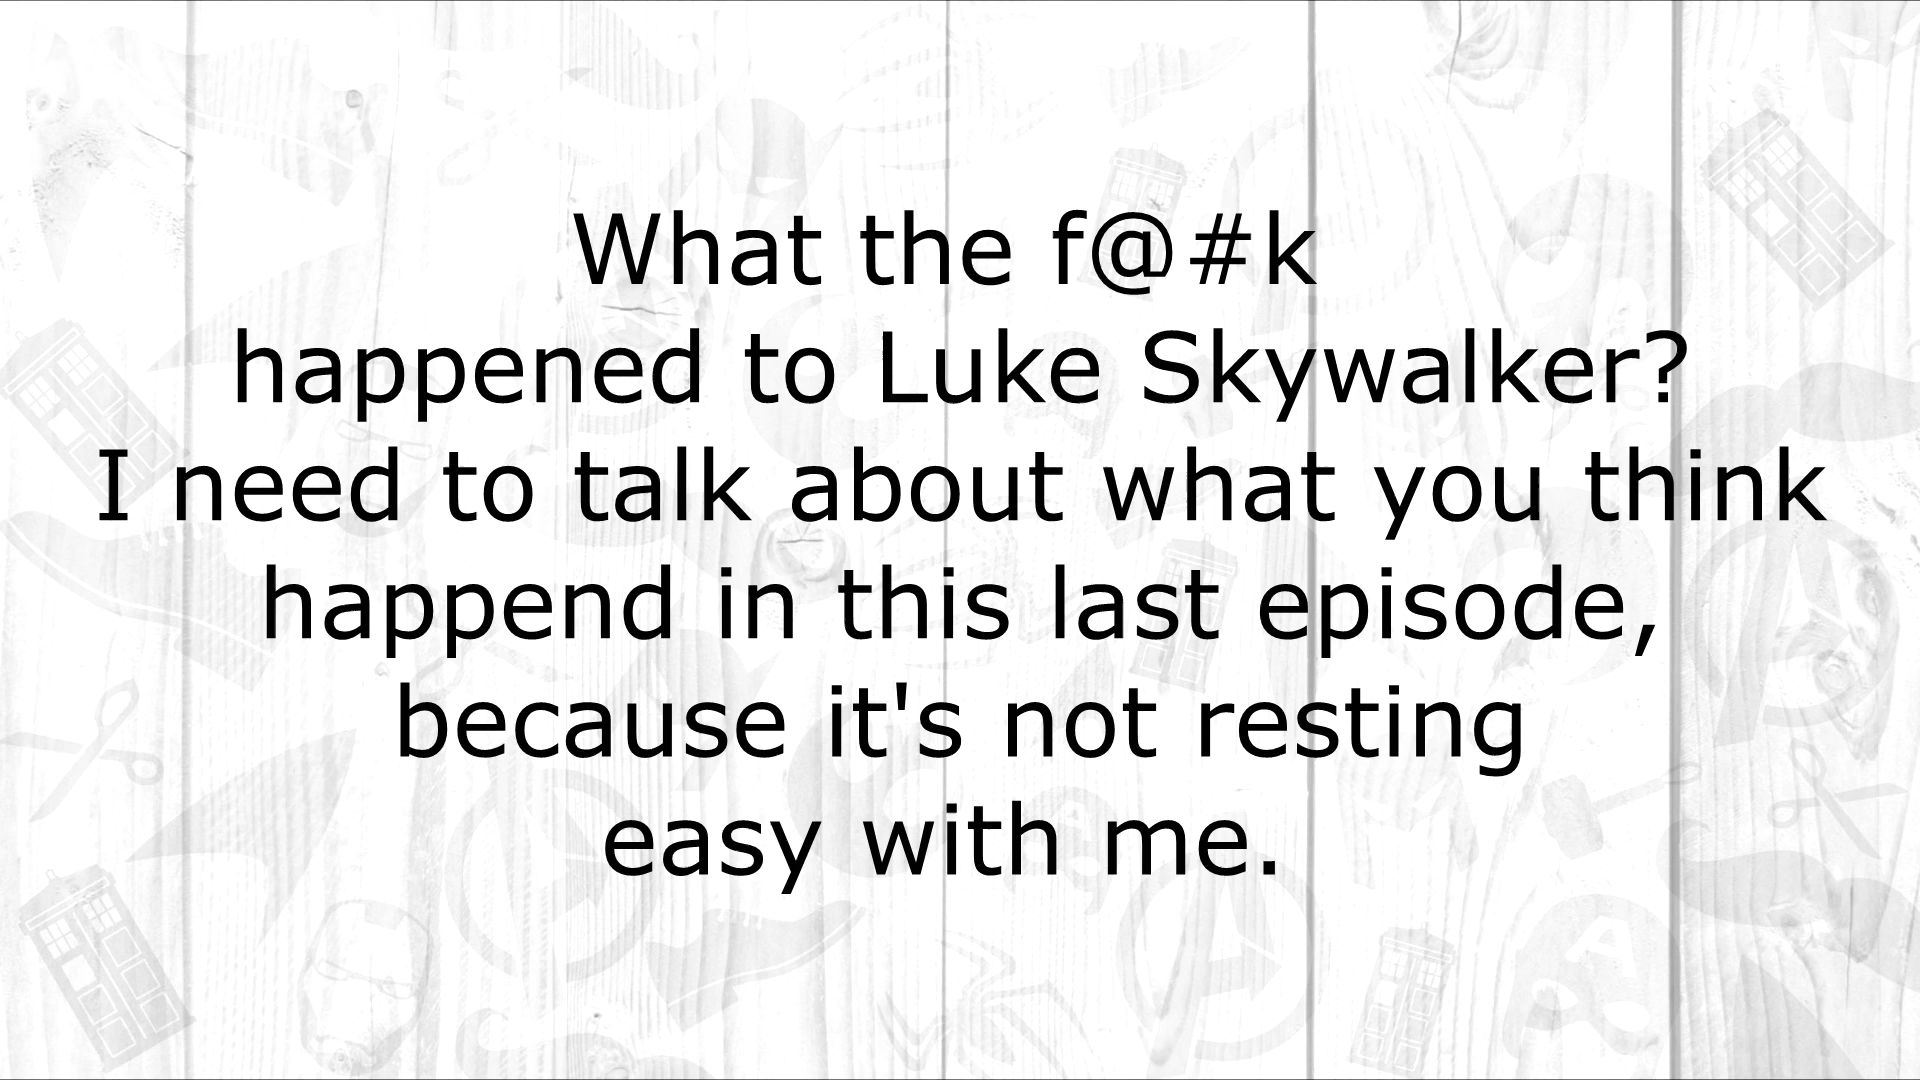 What the f@#k
happened to Luke Skywalker?
I need to talk about what you think
happend in this last episode,
because it's not resting
easy with me.